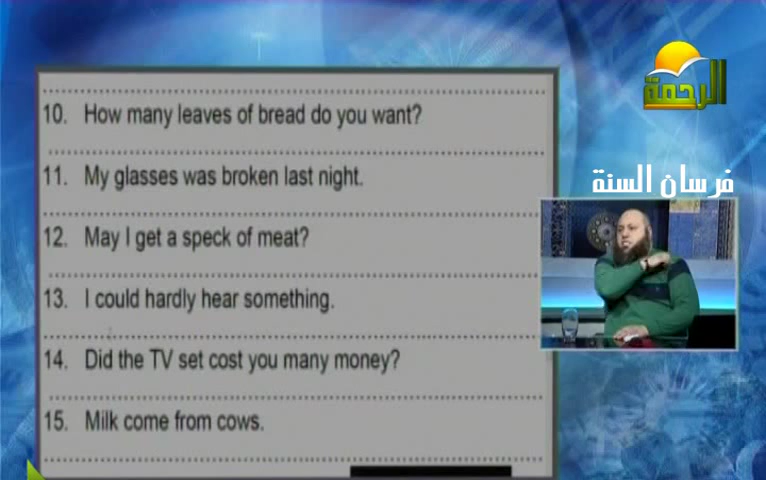 الرحمة
فرسان السنة
10. How many leaves of bread do you want?
11. My glasses was broken last night.
12. May I get a speck of meat?
13. I could hardly hear something.
14. Did the TV set cost you many money?
15. Milk come from cows.